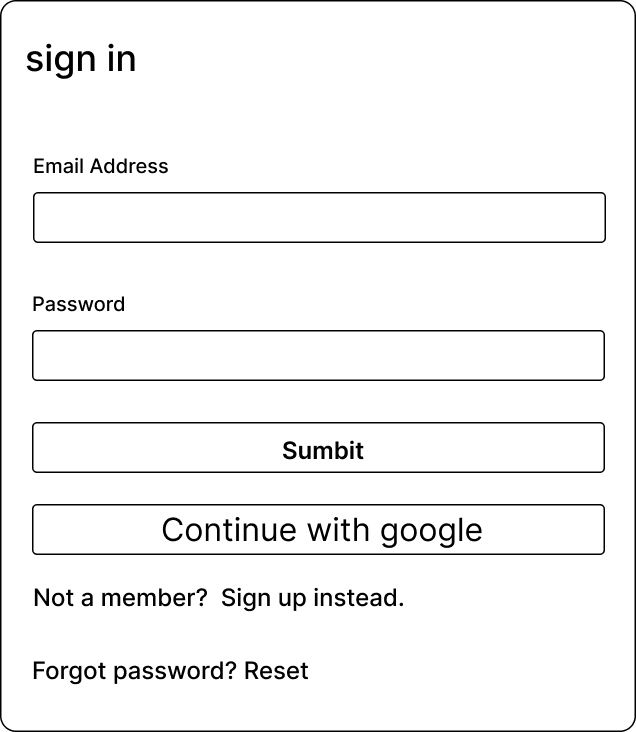 sign in
Email Address
Password
Sumbit
Continue with google
Not a member? Sign up instead.
Forgot password? Reset